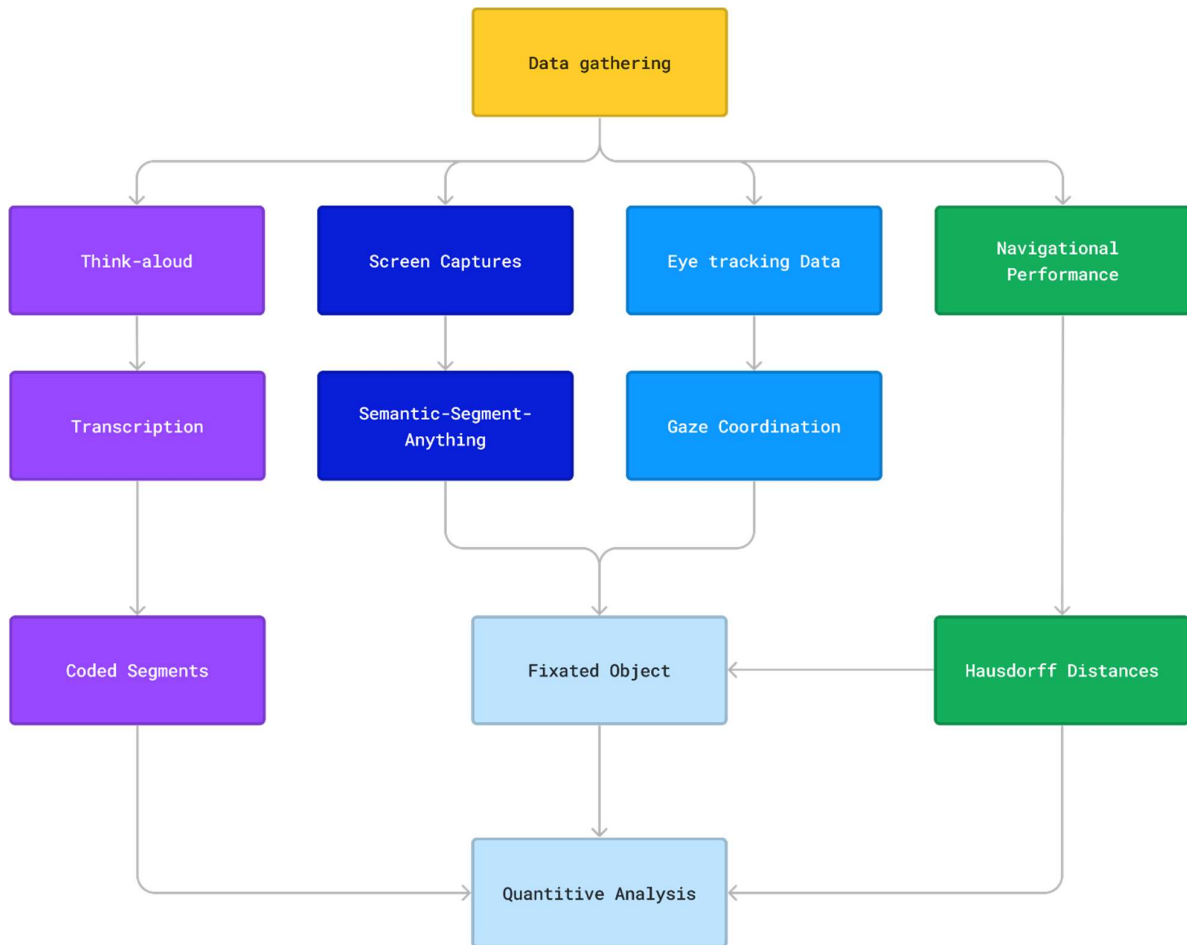 Data gathering
Think-aloud
Screen Captures
Eye tracking Data
Navigational
Performance
Transcription
Semantic-Segment-
Anything
Gaze Coordination
Coded Segments
Fixated Object
Hausdorff Distances
Quantitive Analysis